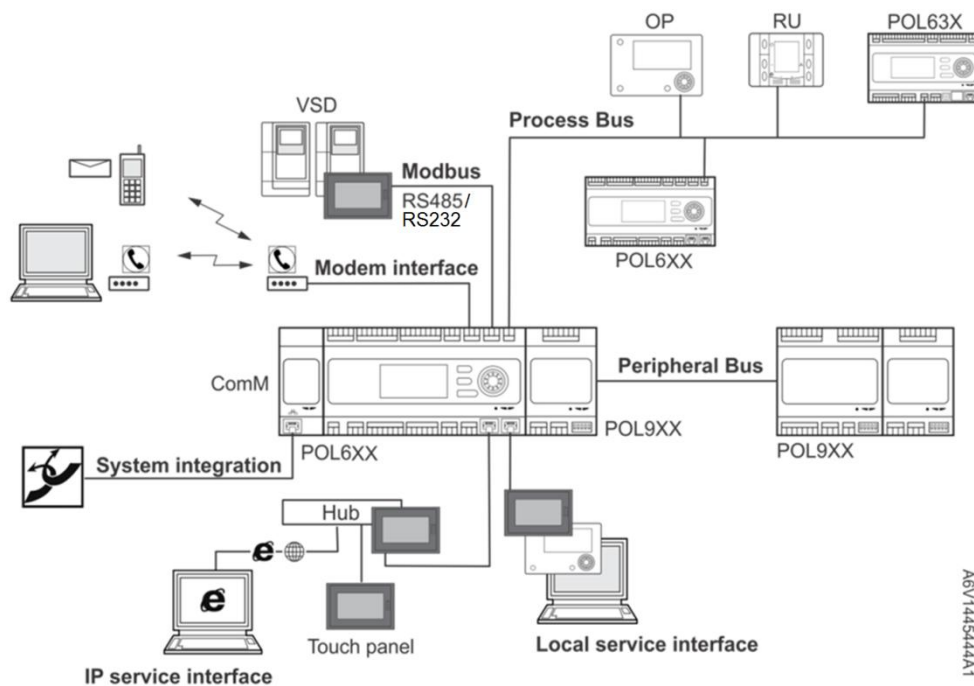 OP
RU
POL63X
VSD
Process Bus
Modbus
RS485/
RS232
POL6XX
Modem interface
ComM
Peripheral Bus
POL6XX
POL9XX
POL9XX
System integration
Hub
Touch panel
Local service interface
IP service interface
A6V1445444A1